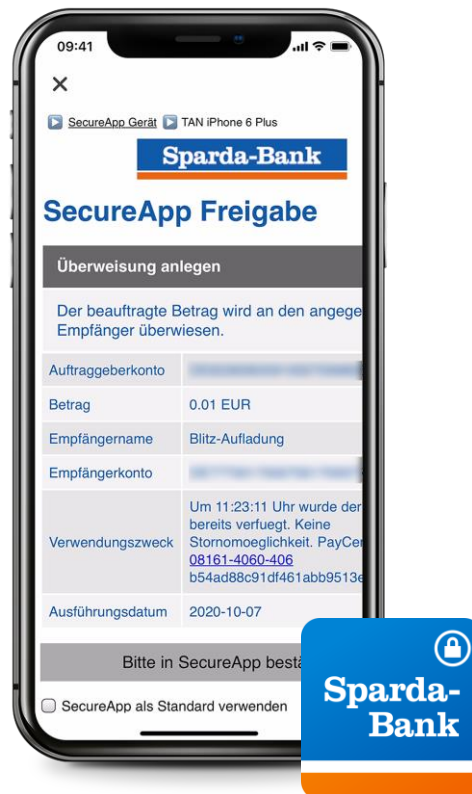 09:41
SecureApp Gerät TAN iPhone 6 Plus
Sparda-Bank
SecureApp Freigabe
Überweisung anlegen
Der beauftragte Betrag wird an den angege
Empfänger überwiesen.
Auftraggeberkonto
Betrag 0.01 EUR
Empfängername Blitz-Aufladung
Empfängerkonto
Um 11:23:11 Uhr wurde der
bereits verfuegt. Keine
Verwendungszweck Stornomoeglichkeit. PayCe
08161-4060-406
b54ad88c91df461abb9513e
Ausführungsdatum 2020-10-07
Bitte in SecureApp bestä
SecureApp als Standard verwenden
Sparda-
Bank